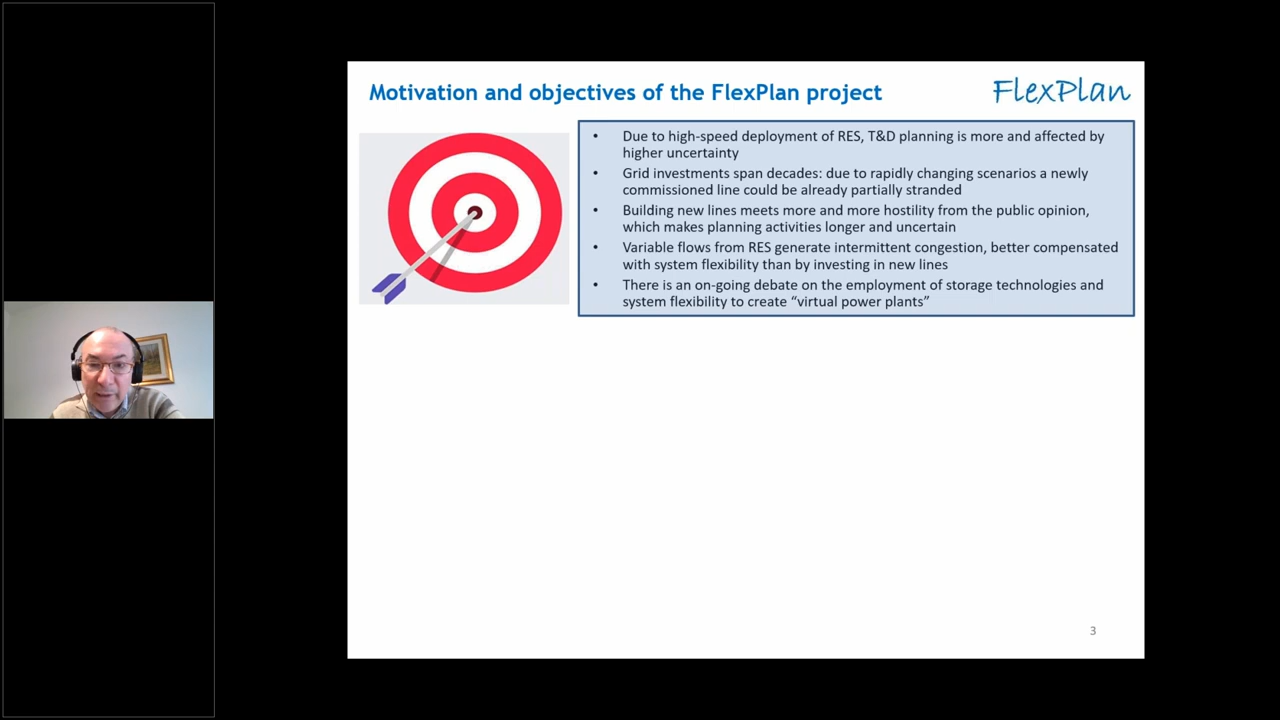 Motivation and objectives of the FlexPlan project
FlexPlan
• Due to high-speed deployment of RES, T&D planning is more and affected by
higher uncertainty
• Grid investments span decades: due to rapidly changing scenarios a newly
commissioned line could be already partially stranded
• Building new lines meets more and more hostility from the public opinion,
which makes planning activities longer and uncertain
• Variable flows from RES generate intermittent congestion, better compensated
with system flexibility than by investing in new lines
• There is an on-going debate on the employment of storage technologies and
system flexibility to create “virtual power plants”
3